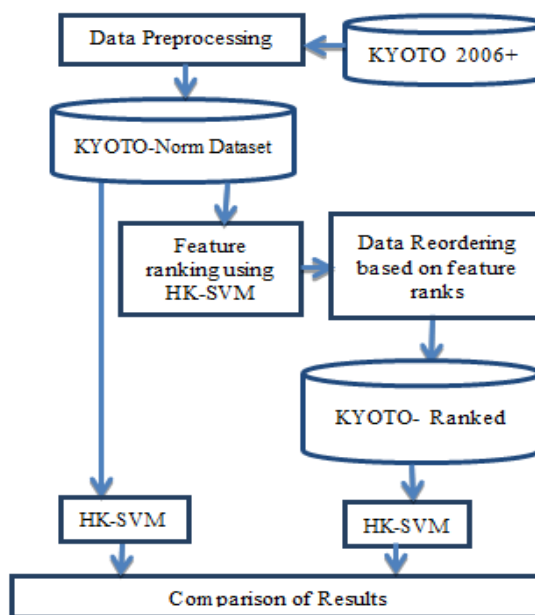 Data Preprocessing
KYOTO 2006+
KYOTO-Norm Dataset
Feature
ranking using
HK-SVM
Data Reordering
based on feature
ranks
KYOTO- Ranked
HK-SVM
HK-SVM
Comparison of Results